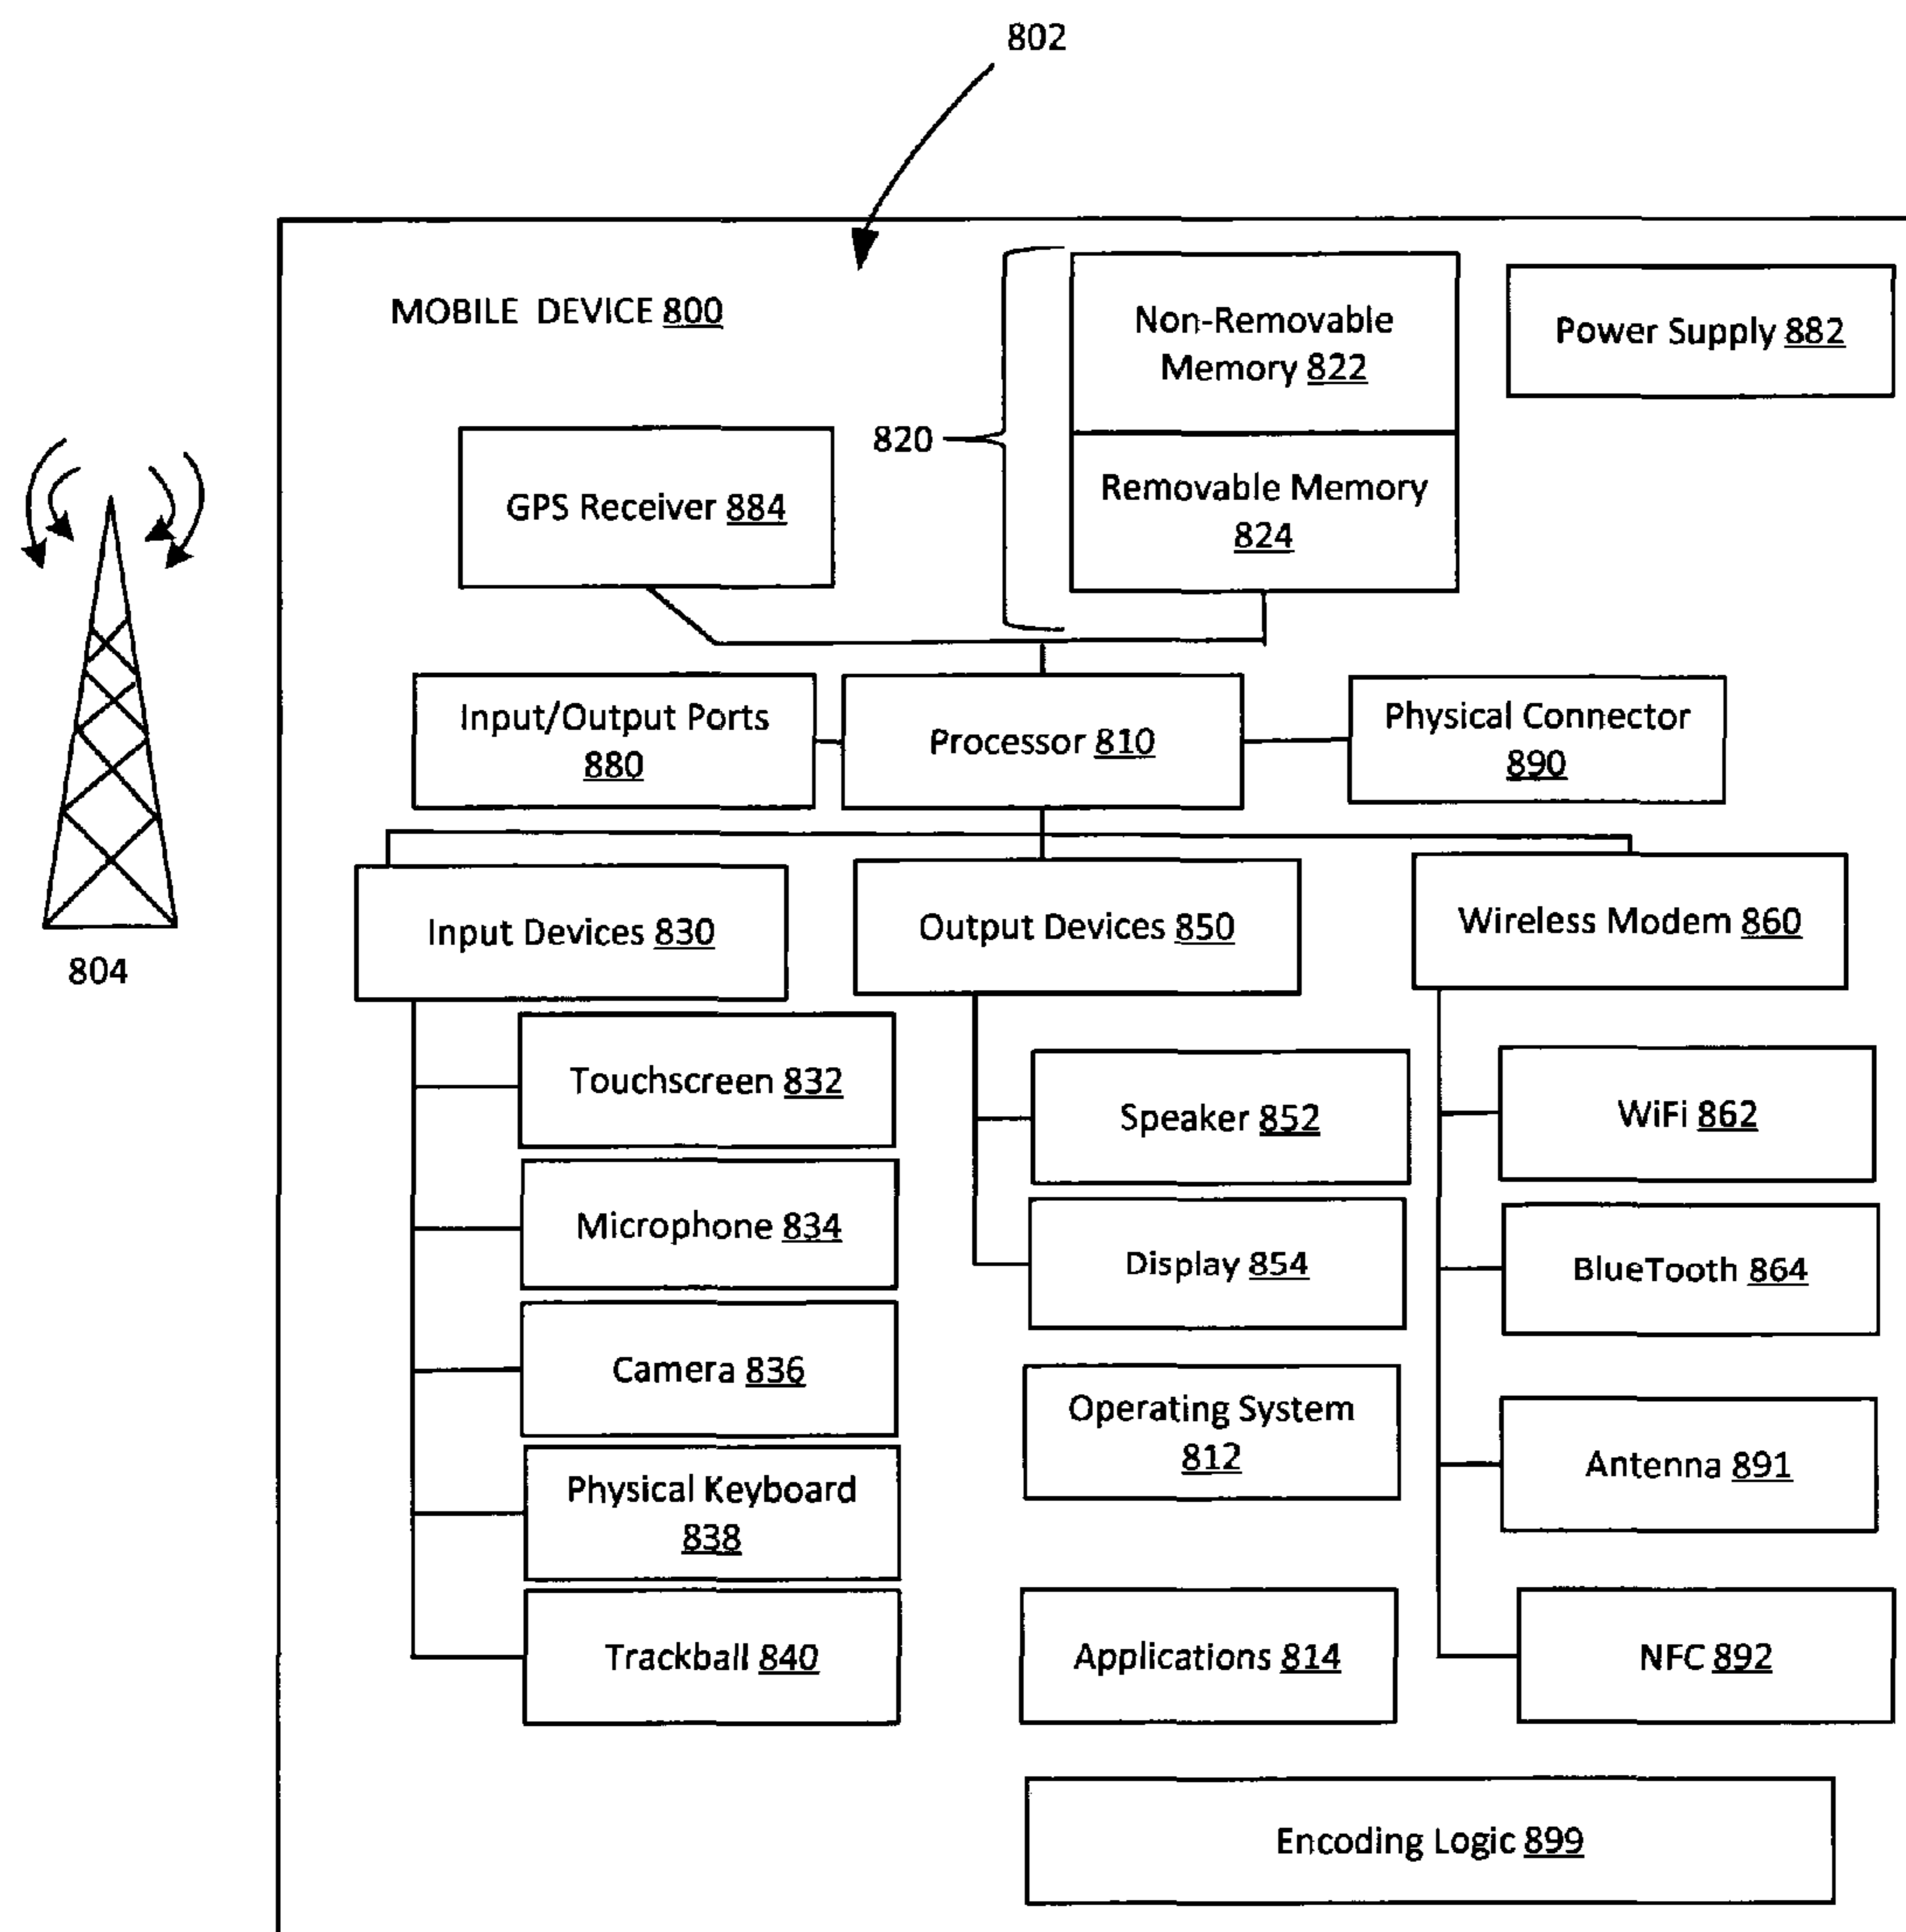 802
MOBILE DEVICE 800
Non-Removable
Memory 822
Power Supply 882
820
GPS Receiver 884
Removable Memory
824
Input/Output Ports
880
Processor 810
Physical Connector
890
Input Devices 830
Output Devices 850
Wireless Modem 860
804
Touchscreen 832
Speaker 852
WiFi 862
Microphone 834
Display 854
BlueTooth 864
Camera 836
Operating System
812
Antenna 891
Physical Keyboard
838
Trackball 840
Applications 814
NFC 892
Encoding Logic 899